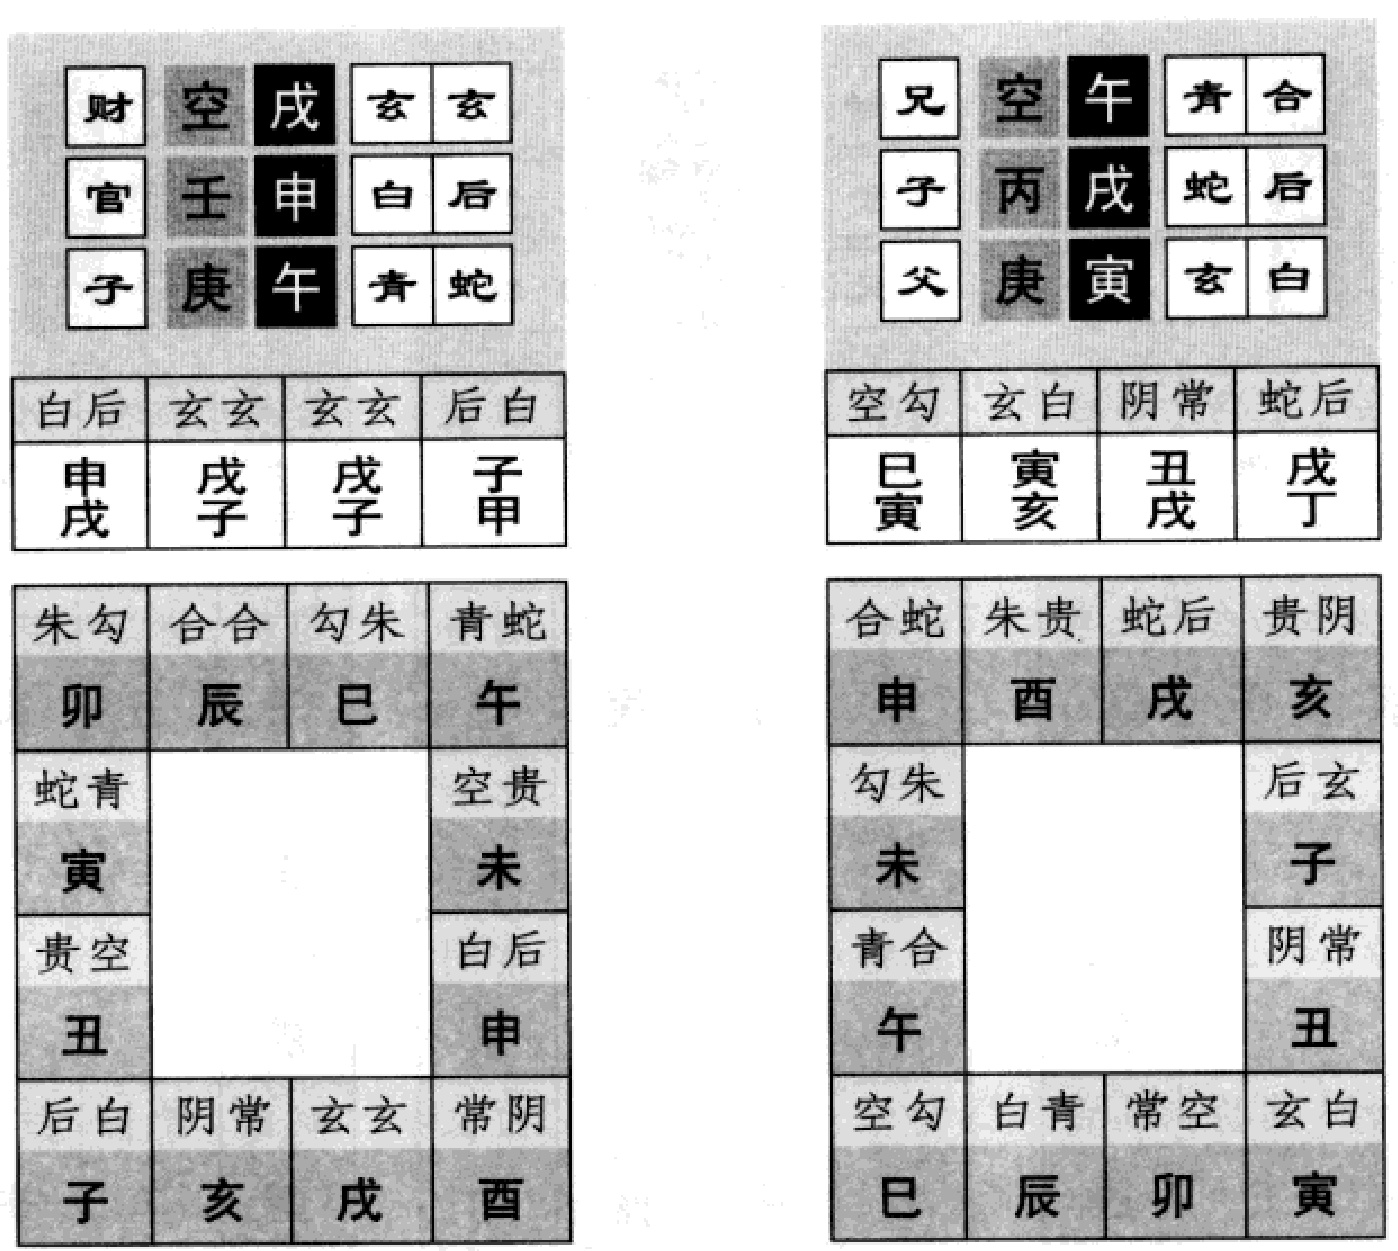 财 空 戌 玄 玄
官 壬 申 白 后
子 庚 午 青 蛇
白后 玄玄 玄玄 后白
申 戌 戌 子
戌 子 子 甲
朱勾 合合 勾朱 青蛇
卯 辰 巳 午
蛇青 空贵
寅 未
贵空 白后
丑 申
后白 阴常 玄玄 常阴
子 亥 戌 酉
兄 空 午 青 合
子 丙 戌 蛇 后
父 庚 寅 玄 白
空勾 玄白 阴常 蛇后
巳 寅 丑 戌
寅 亥 戌 丁
合蛇 朱贵 蛇后 贵阴
申 酉 戌 亥
勾朱 后玄
未 子
青合 阴常
午 丑
空勾 白青 常空 玄白
巳 辰 卯 寅